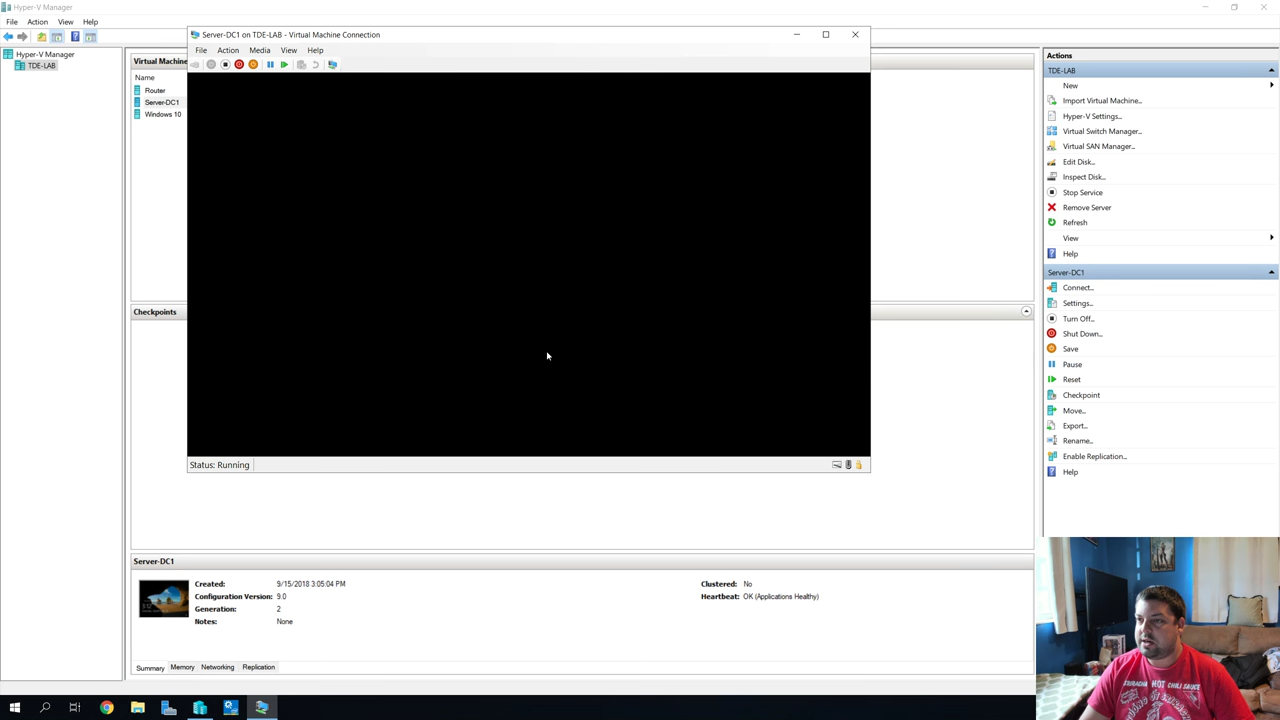 Hyper-V Manager
File Action View Help
Hyper-V Manager
TDE-LAB
Virtual Machine
Name
Router
Server-DC1
Windows 10
Server-DC1 on TDE-LAB - Virtual Machine Connection
File Action Media View Help
Status: Running
Checkpoints
Server-DC1
Created: 9/15/2018 3:05:04 PM
Configuration Version: 9.0
Generation: 2
Notes: None
Clustered: No
Heartbeat: OK (Applications Healthy)
Summary Memory Networking Replication
Actions
TDE-LAB
New
Import Virtual Machine...
Hyper-V Settings...
Virtual Switch Manager...
Virtual SAN Manager...
Edit Disk...
Inspect Disk...
Stop Service
Remove Server
Refresh
View
Help
Server-DC1
Connect...
Settings...
Turn Off...
Shut Down...
Save
Pause
Reset
Checkpoint
Move...
Export...
Rename...
Enable Replication...
Help
SRIRACHA HOT CHILI SAUCE